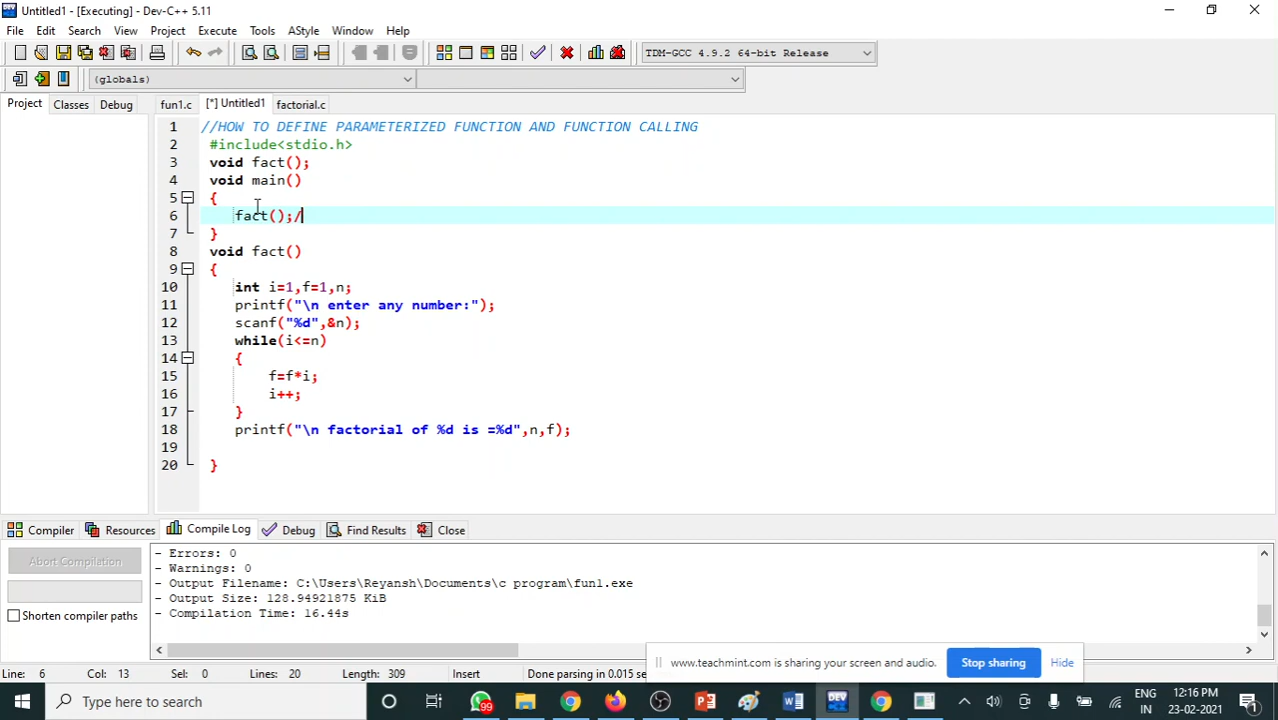 Untitled1 - [Executing] - Dev-C++ 5.11
File Edit Search View Project Execute Tools AStyle Window Help
TDM-GCC 4.9.2 64-bit Release
(globals)
Project Classes Debug fun1.c [*] Untitled1 factorial.c
1 //HOW TO DEFINE PARAMETERIZED FUNCTION AND FUNCTION CALLING
2 #include<stdio.h>
3 void fact();
4 void main()
5 {
6 fact();/
7 }
8 void fact()
9 {
10 int i=1,f=1,n;
11 printf("\n enter any number:");
12 scanf("%d",&n);
13 while(i<=n)
14 {
15 f=f*i;
16 i++;
17 }
18 printf("\n factorial of %d is =%d",n,f);
19
20 }
Compiler Resources Compile Log Debug Find Results Close
Abort Compilation
Shorten compiler paths
- Errors: 0
- Warnings: 0
- Output Filename: C:\Users\Reyansh\Documents\c program\fun1.exe
- Output Size: 128.94921875 KiB
- Compilation Time: 16.44s
www.teachmint.com is sharing your screen and audio. Stop sharing Hide
Line: 6 Col: 13 Sel: 0 Lines: 20 Length: 309 Insert Done parsing in 0.015 se
Type here to search
99
ENG
IN
12:16 PM
23-02-2021
1